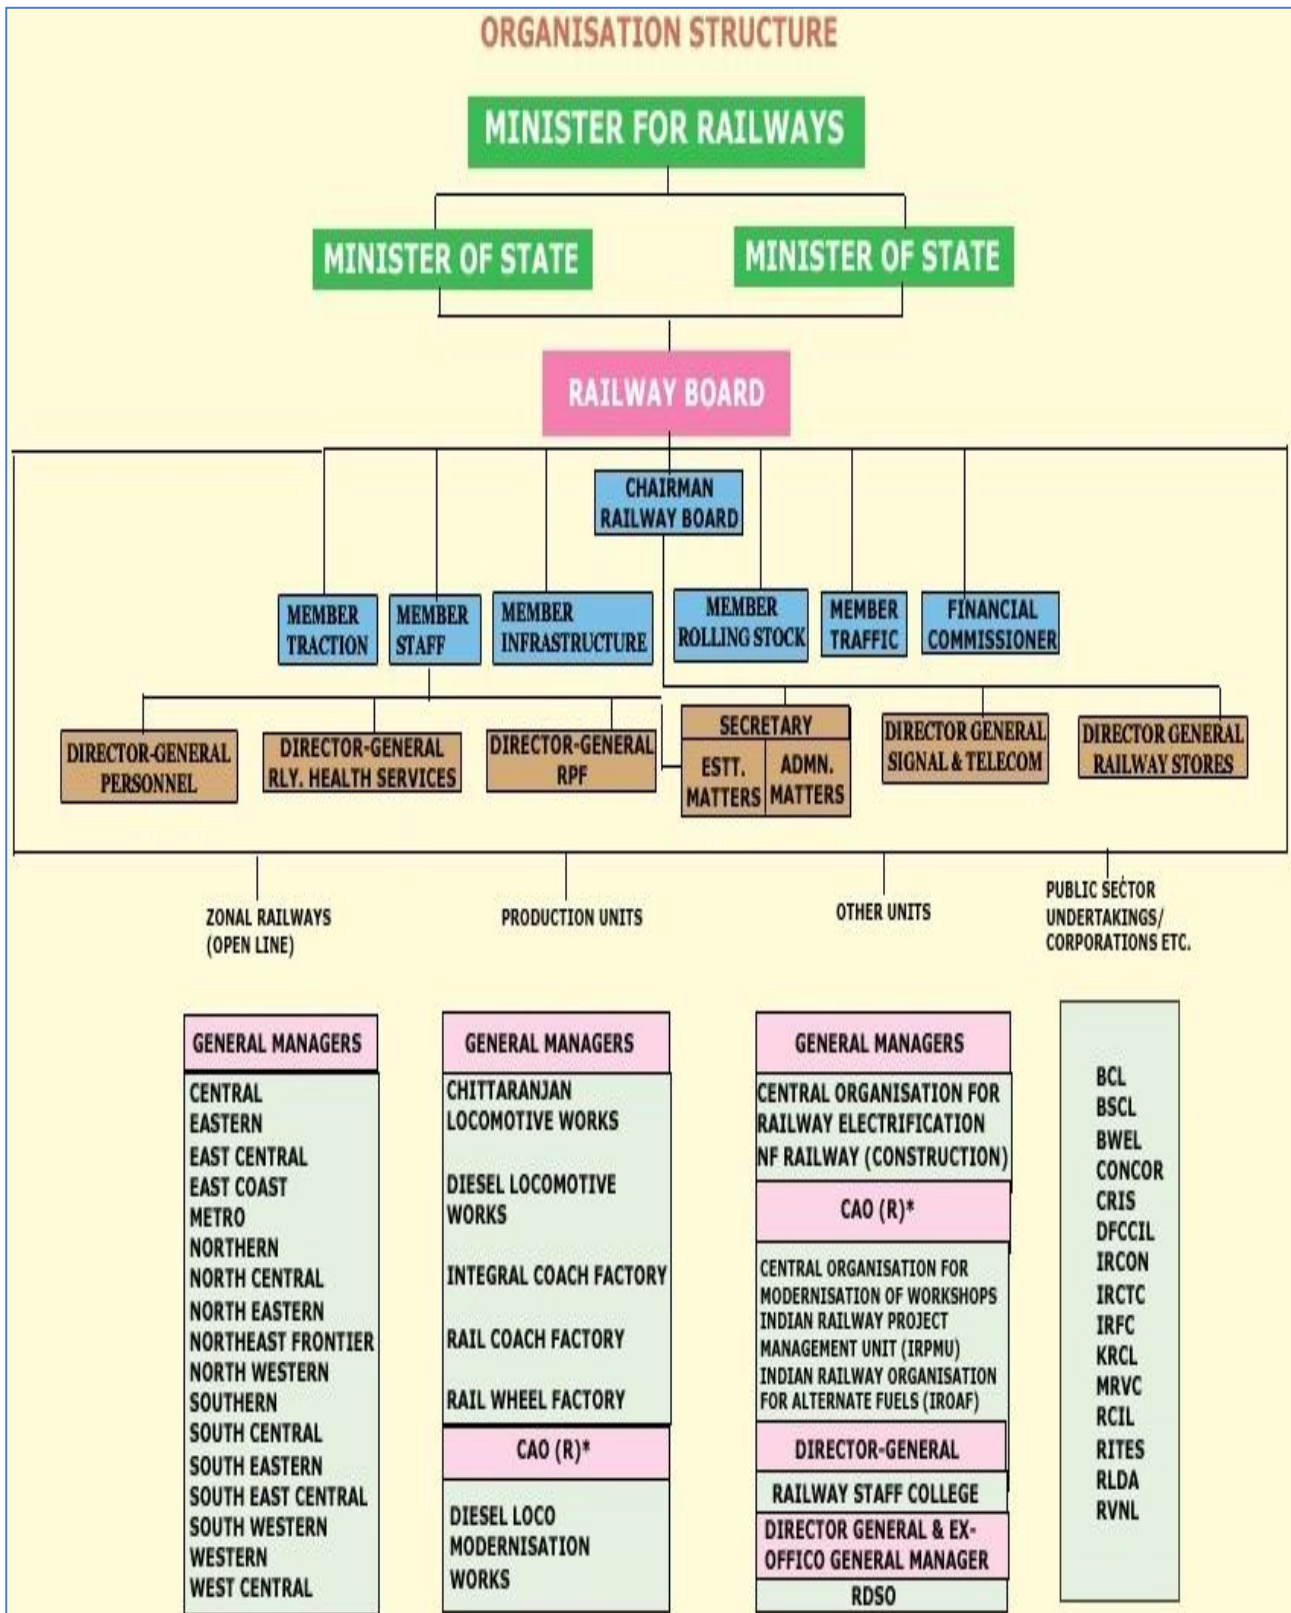 ORGANISATION STRUCTURE
MINISTER FOR RAILWAYS
MINISTER OF STATE
MINISTER OF STATE
RAILWAY BOARD
CHAIRMAN
RAILWAY BOARD
MEMBER
TRACTION
MEMBER
STAFF
MEMBER
INFRASTRUCTURE
MEMBER
ROLLING STOCK
MEMBER
TRAFFIC
FINANCIAL
COMMISSIONER
DIRECTOR-GENERAL
PERSONNEL
DIRECTOR-GENERAL
RLY. HEALTH SERVICES
DIRECTOR-GENERAL
RPF
SECRETARY
ESTT.
MATTERS
ADMN.
MATTERS
DIRECTOR GENERAL
SIGNAL & TELECOM
DIRECTOR GENERAL
RAILWAY STORES
ZONAL RAILWAYS
(OPEN LINE)
GENERAL MANAGERS
CENTRAL
EASTERN
EAST CENTRAL
EAST COAST
METRO
NORTHERN
NORTH CENTRAL
NORTH EASTERN
NORTHEAST FRONTIER
NORTH WESTERN
SOUTHERN
SOUTH CENTRAL
SOUTH EASTERN
SOUTH EAST CENTRAL
SOUTH WESTERN
WESTERN
WEST CENTRAL
PRODUCTION UNITS
GENERAL MANAGERS
CHITTARANJAN
LOCOMOTIVE WORKS
DIESEL LOCOMOTIVE
WORKS
INTEGRAL COACH FACTORY
RAIL COACH FACTORY
RAIL WHEEL FACTORY
CAO (R)*
DIESEL LOCO
MODERNISATION
WORKS
OTHER UNITS
GENERAL MANAGERS
CENTRAL ORGANISATION FOR
RAILWAY ELECTRIFICATION
NF RAILWAY (CONSTRUCTION)
CAO (R)*
CENTRAL ORGANISATION FOR
MODERNISATION OF WORKSHOPS
INDIAN RAILWAY PROJECT
MANAGEMENT UNIT (IRPMU)
INDIAN RAILWAY ORGANISATION
FOR ALTERNATE FUELS (IROAF)
DIRECTOR-GENERAL
RAILWAY STAFF COLLEGE
DIRECTOR GENERAL & EX-
OFFICO GENERAL MANAGER
RDSO
PUBLIC SECTOR
UNDERTAKINGS/
CORPORATIONS ETC.
BCL
BSCL
BWEL
CONCOR
CRIS
DFCCIL
IRCON
IRCTC
IRFC
KRCL
MRVC
RCIL
RITES
RLDA
RVNL